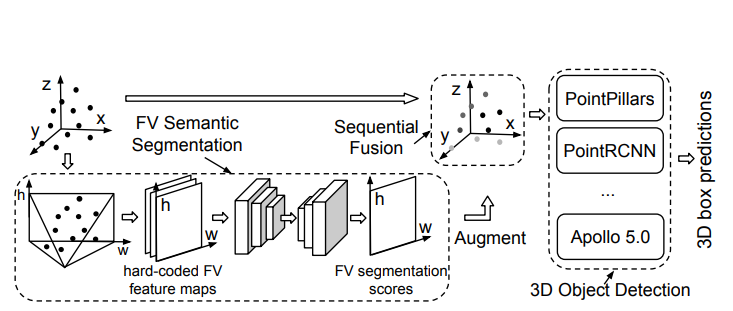 z
x
y
FV Semantic
Segmentation
Sequential
Fusion
z
x
y
PointPillars
PointRCNN
...
Apollo 5.0
3D box predictions
h
w
h
w
hard-coded FV
feature maps
h
w
FV segmentation
scores
Augment
3D Object Detection